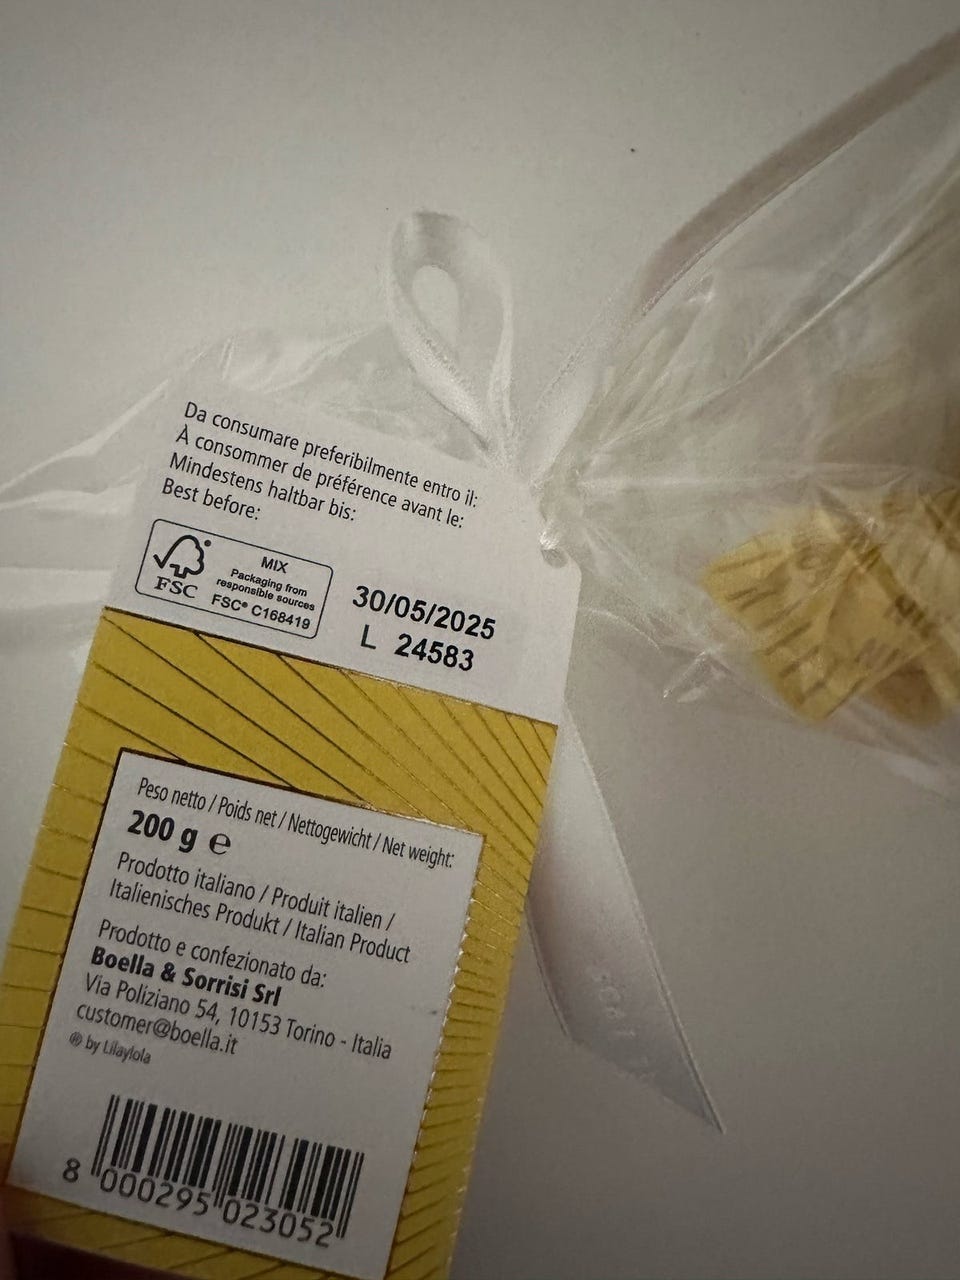 Da consumare preferibilmente entro il:
À consommer de préférence avant le:
Mindestens haltbar bis:
Best before:
FSC
MIX
Packaging from
responsible sources
FSC® C168419
30/05/2025
L 24583
Peso netto / Poids net / Nettogewicht / Net weight:
200 g ℮
Prodotto italiano / Produit italien /
Italienisches Produkt / Italian Product
Prodotto e confezionato da:
Boella & Sorrisi Srl
Via Poliziano 54, 10153 Torino - Italia
customer@boella.it
® by Lilaylola
8 000295 023052